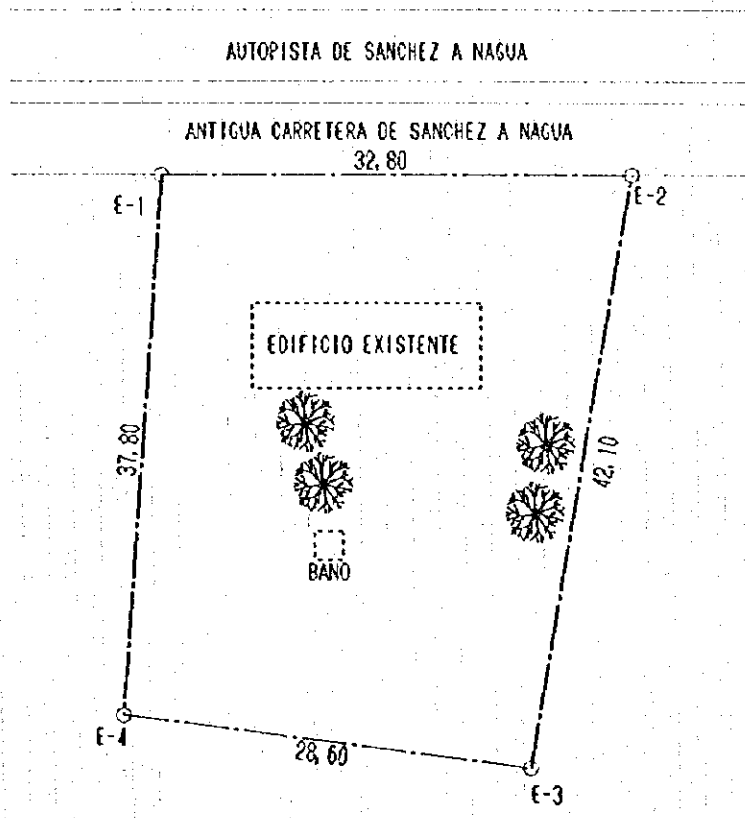 AUTOPISTA DE SANCHEZ A NAGUA
ANTIGUA CARRETERA DE SANCHEZ A NAGUA
32,80
E-1
E-2
EDIFICIO EXISTENTE
37,80
42,10
BANO
E-4
28,60
E-3